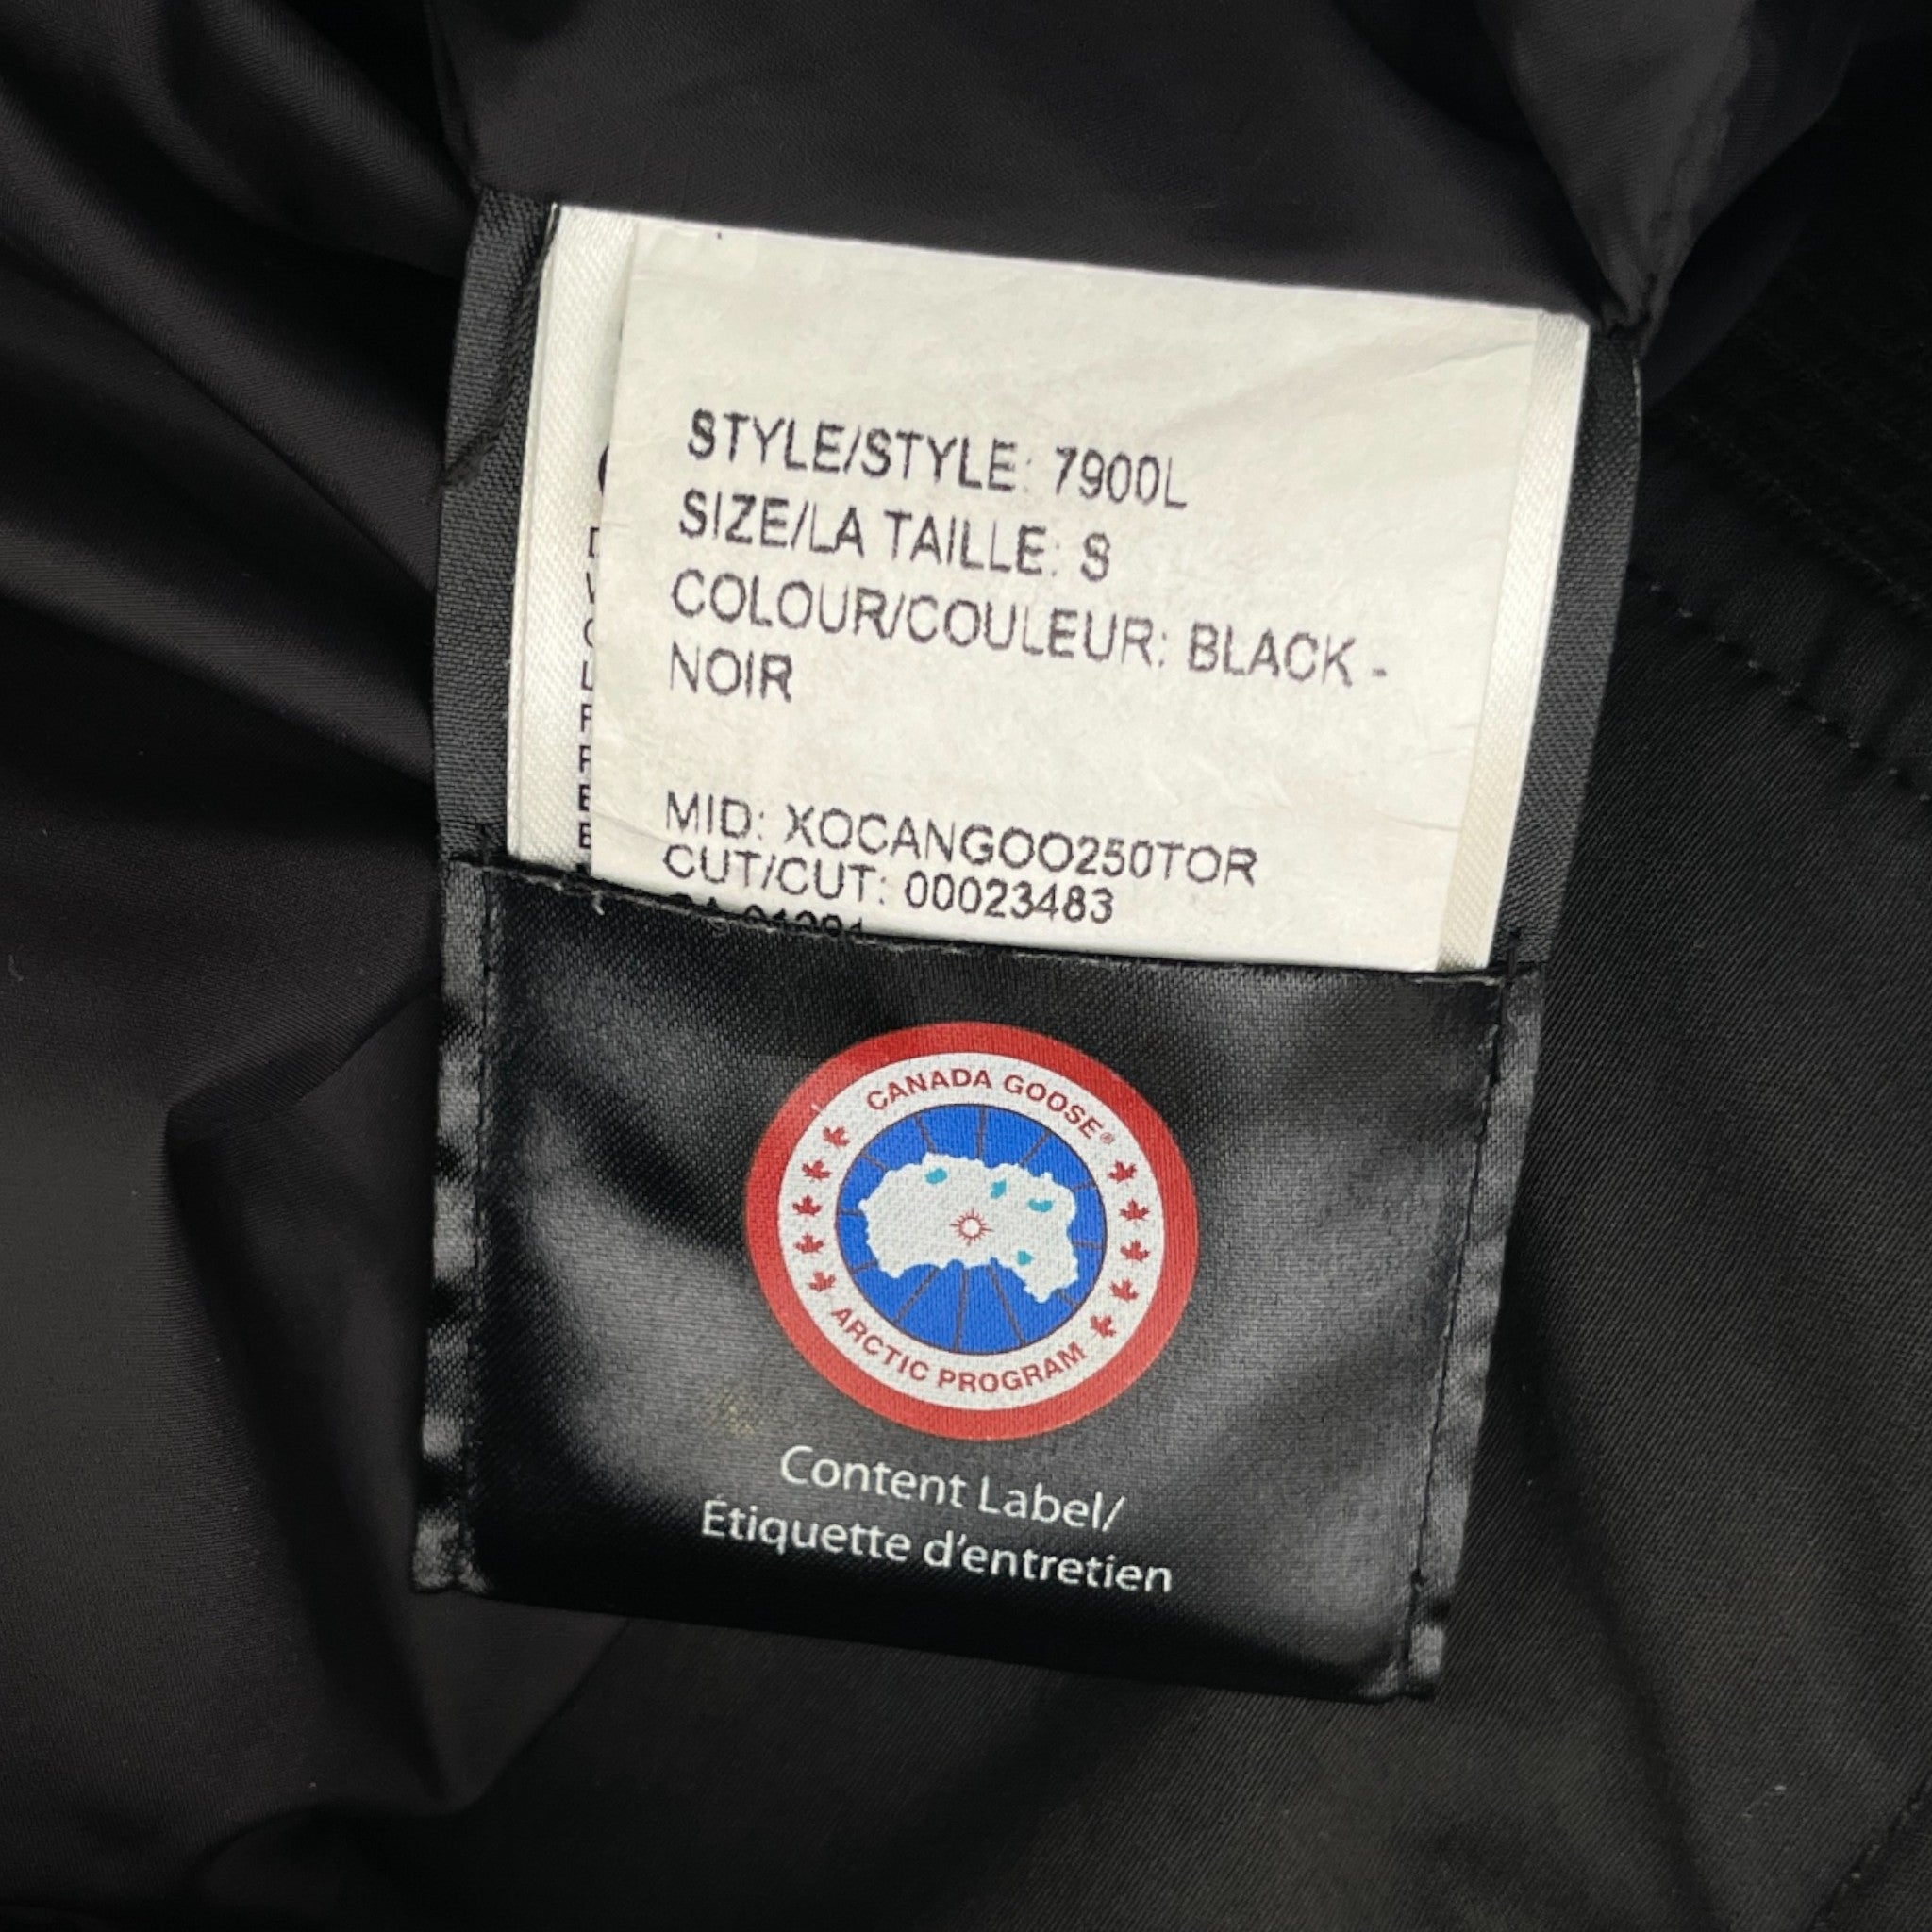 STYLE/STYLE: 7900L
SIZE/LA TAILLE: S
COLOUR/COULEUR: BLACK -
NOIR
MID: XOCANGOO250TOR
CUT/CUT: 00023483
CANADA GOOSE®
ARCTIC PROGRAM
Content Label/
Étiquette d'entretien